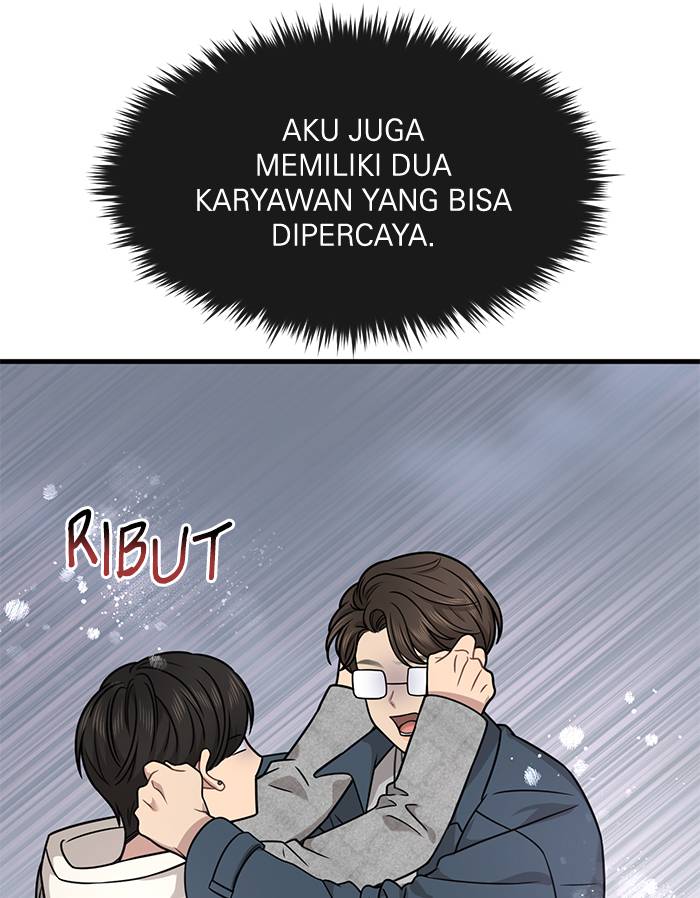 AKU JUGA
MEMILIKI DUA
KARYAWAN YANG BISA
DIPERCAYA.
RIBUT